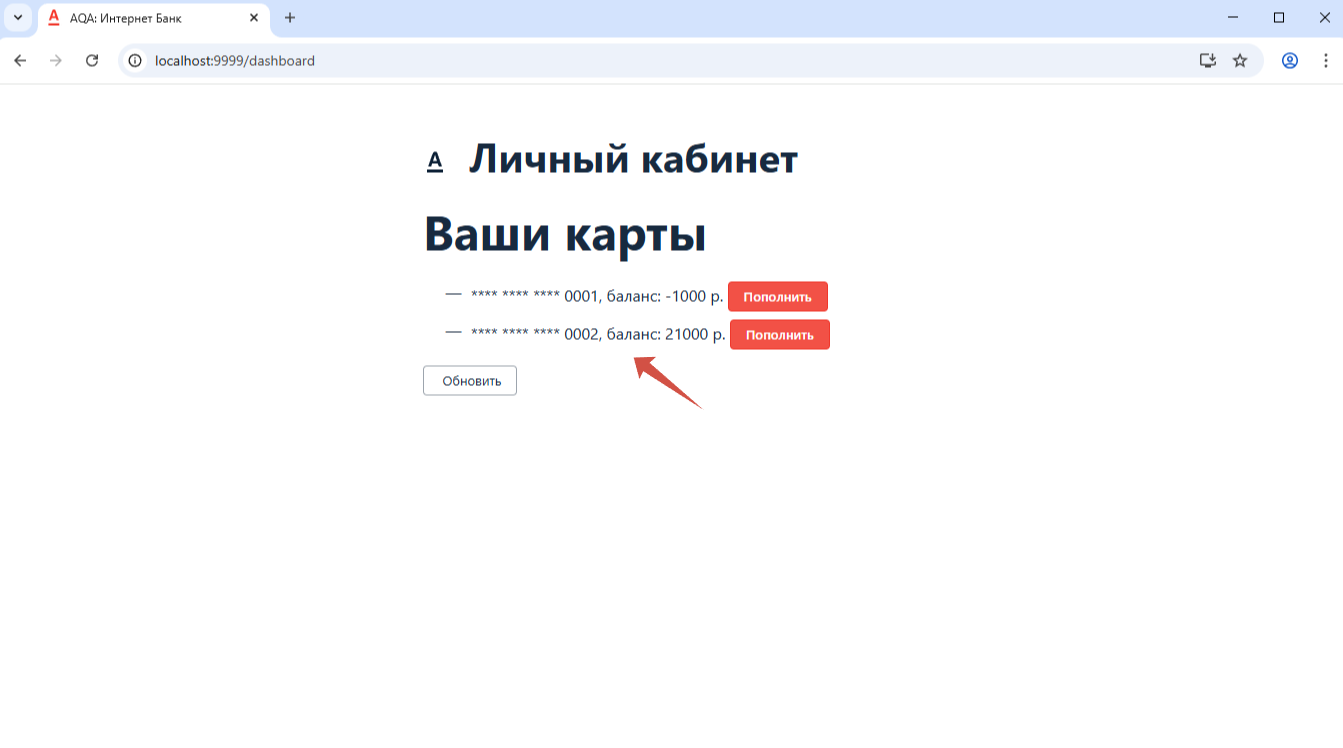 AQA: Интернет Банк
localhost:9999/dashboard
A Личный кабинет
Ваши карты
— **** **** **** 0001, баланс: -1000 р. Пополнить
— **** **** **** 0002, баланс: 21000 р. Пополнить
Обновить